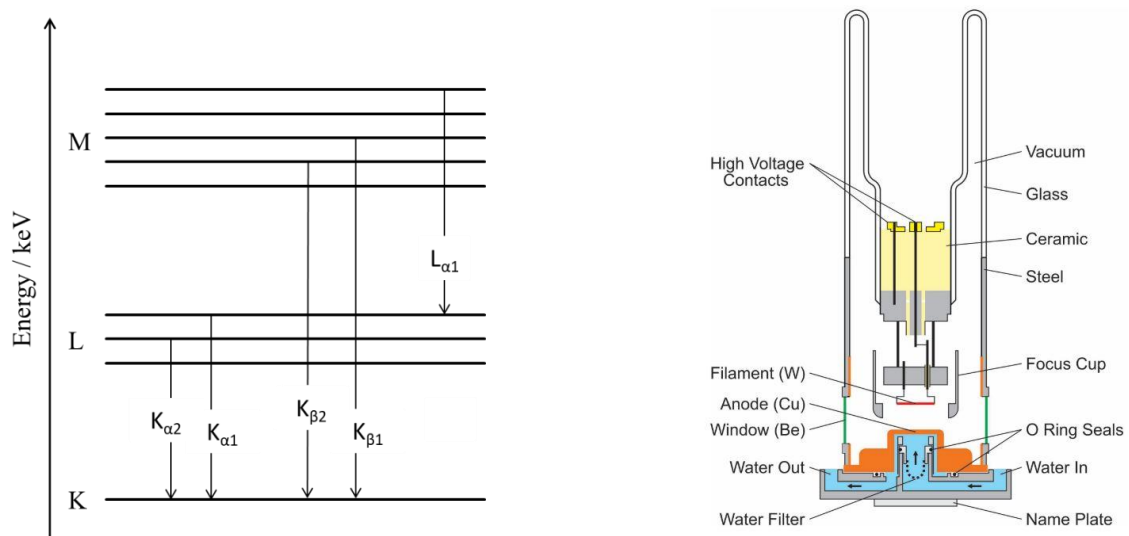 Energy / keV
M
L
K
Lα1
Kα2
Kα1
Kβ2
Kβ1
High Voltage
Contacts
Filament (W)
Anode (Cu)
Window (Be)
Water Out
Water Filter
Vacuum
Glass
Ceramic
Steel
Focus Cup
O Ring Seals
Water In
Name Plate